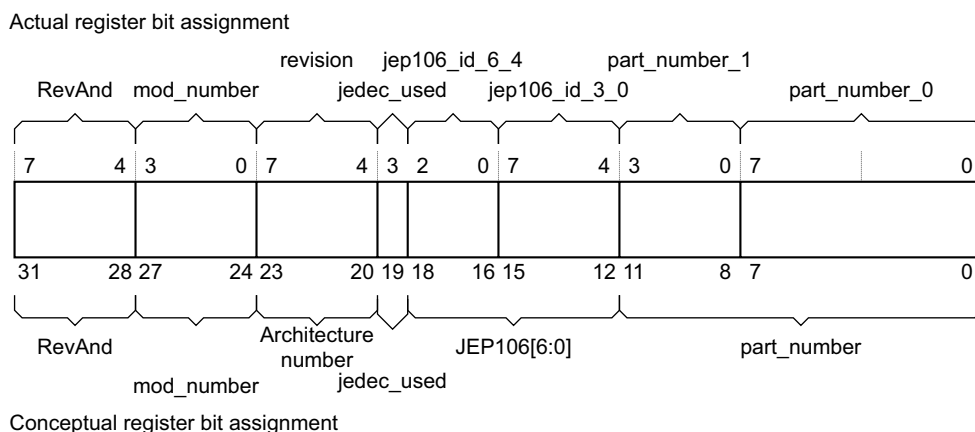 Actual register bit assignment
revision jep106_id_6_4 part_number_1
RevAnd mod_number jedec_used jep106_id_3_0 part_number_0
7 4 3 0 7 4 3 2 0 7 4 3 0 7 0
31 28 27 24 23 20 19 18 16 15 12 11 8 7 0
RevAnd Architecture JEP106[6:0] part_number
number
mod_number jedec_used
Conceptual register bit assignment